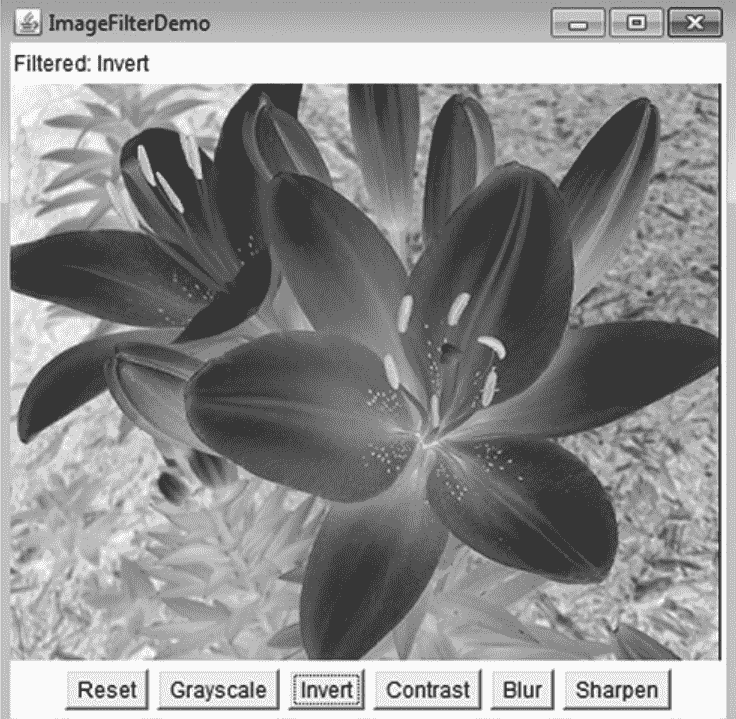 ImageFilterDemo
Filtered: Invert
Reset Grayscale Invert Contrast Blur Sharpen